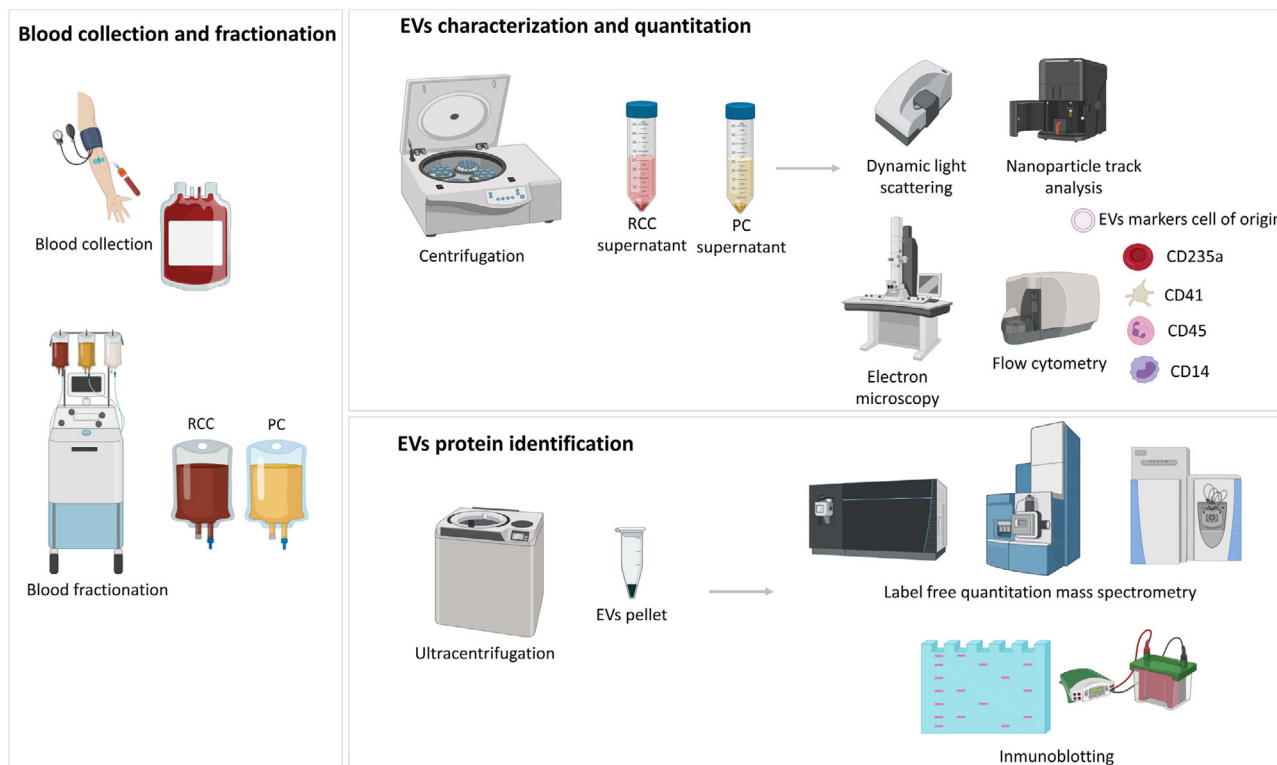 Blood collection and fractionation
Blood collection
RCC
PC
Blood fractionation
EVs characterization and quantitation
Centrifugation
RCC
supernatant
PC
supernatant
Dynamic light
scattering
Nanoparticle track
analysis
Electron
microscopy
Flow cytometry
EVs markers cell of origin
CD235a
CD41
CD45
CD14
EVs protein identification
Ultracentrifugation
EVs pellet
Label free quantitation mass spectrometry
Inmunoblotting